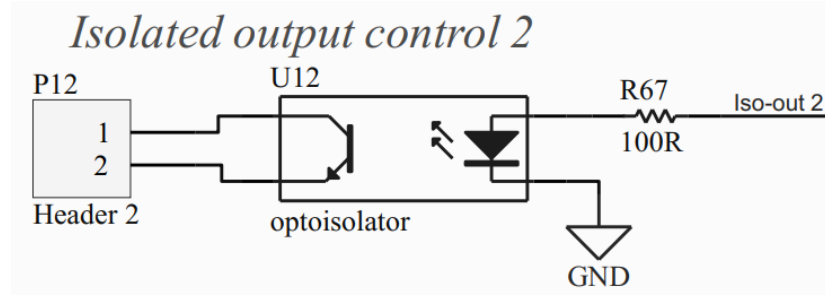 Isolated output control 2
P12
U12
R67
Iso-out 2
1
100R
2
Header 2
optoisolator
GND